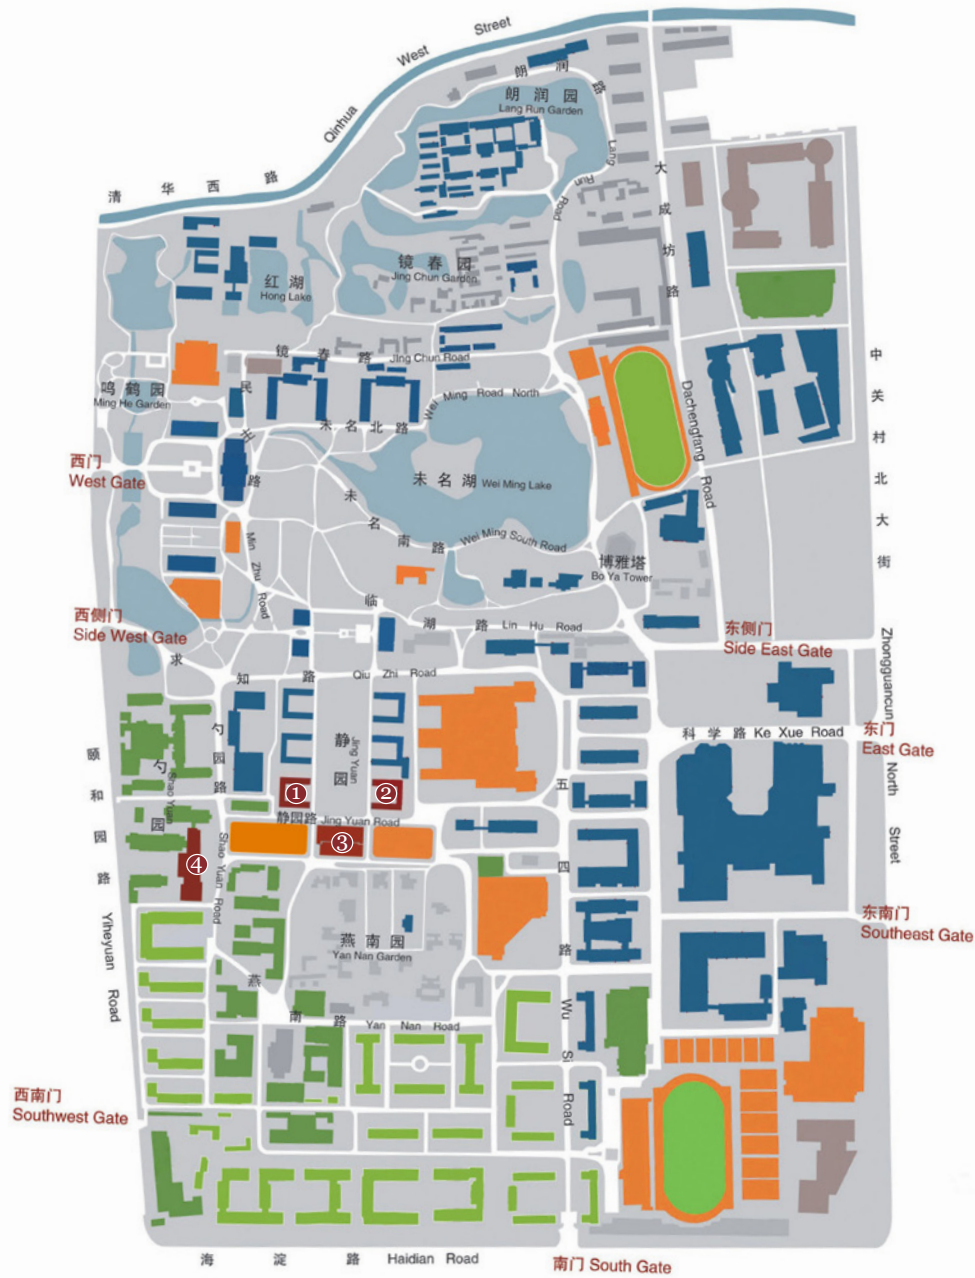 Qinhua West Street
清 华 西 路
朗 润 路
朗 润 园
Lang Run Garden
Lang Run Road
大 成 坊 路
镜 春 园
Jing Chun Garden
红 湖
Hong Lake
镜 春 路 Jing Chun Road
鸣 鹤 园
Ming He Garden
民 主 路
未 名 北 路
Wei Ming Road North
Dachengfang Road
中 关 村 北 大 街
西门
West Gate
未 名 湖 Wei Ming Lake
未 名 南 路
Wei Ming South Road
Min Zhu Road
博雅塔
Bo Ya Tower
临 湖 路 Lin Hu Road
西侧门
Side West Gate
东侧门
Side East Gate
求 知 路 Qiu Zhi Road
Zhongguancun North Street
科 学 路 Ke Xue Road
东门
East Gate
颐 和 园 路
勺 园
Shao Yuan
勺 园 路
静 园
Jing Yuan
①
②
静园路 Jing Yuan Road
③
④
Shao Yuan Road
五 四 路
燕 南 园
Yan Nan Garden
东南门
Southeast Gate
Yiheyuan Road
燕 南 路 Yan Nan Road
Wu Si Road
西南门
Southwest Gate
海 淀 路 Haidian Road
南门 South Gate